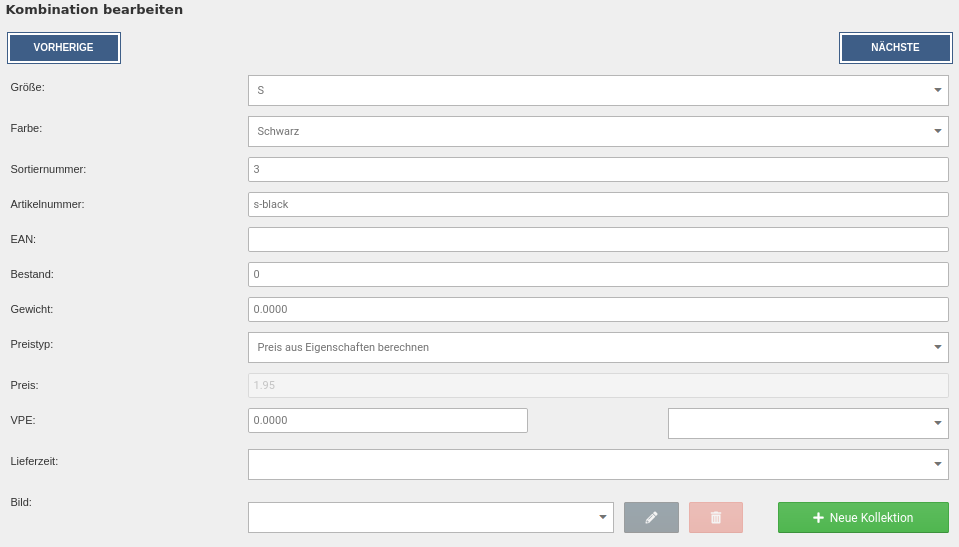 Kombination bearbeiten
VORHERIGE NÄCHSTE
Größe: S
Farbe: Schwarz
Sortiernummer: 3
Artikelnummer: s-black
EAN:
Bestand: 0
Gewicht: 0.0000
Preistyp: Preis aus Eigenschaften berechnen
Preis: 1.95
VPE: 0.0000
Lieferzeit:
Bild:
Neue Kollektion